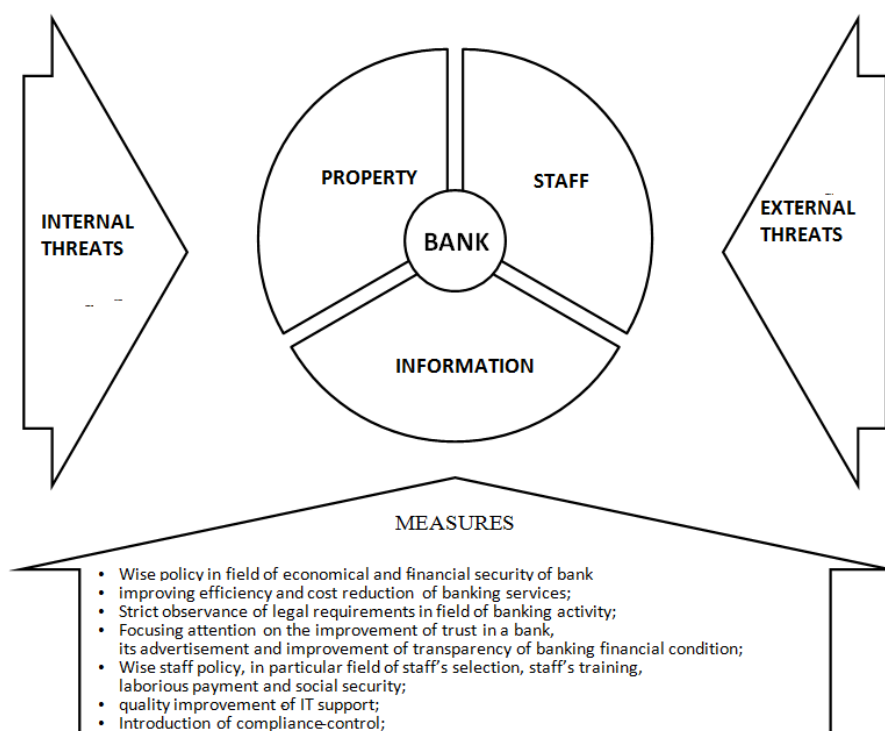 PROPERTY
STAFF
INTERNAL
THREATS
BANK
EXTERNAL
THREATS
INFORMATION
MEASURES
• Wise policy in field of economical and financial security of bank
• improving efficiency and cost reduction of banking services;
• Strict observance of legal requirements in field of banking activity;
• Focusing attention on the improvement of trust in a bank,
its advertisement and improvement of transparency of banking financial condition;
• Wise staff policy, in particular field of staff's selection, staff's training,
laborious payment and social security;
• quality improvement of IT support;
• Introduction of compliance-control;